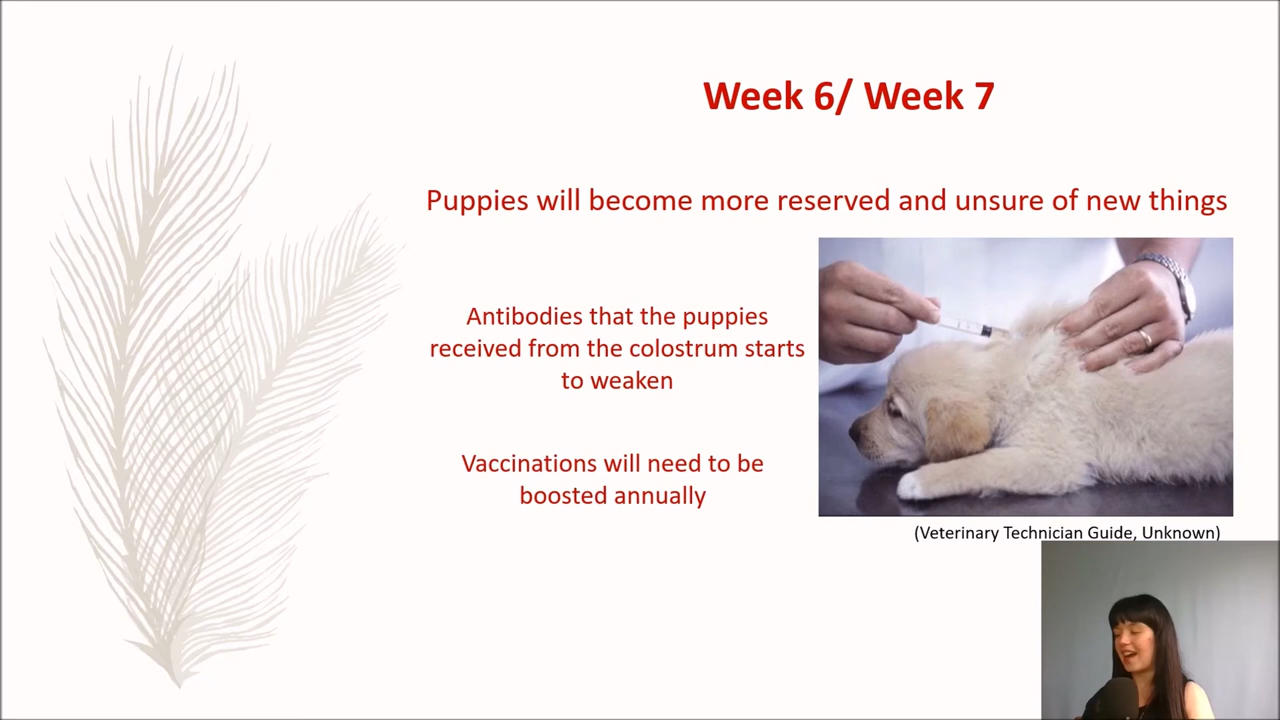 Week 6/ Week 7
Puppies will become more reserved and unsure of new things
Antibodies that the puppies
received from the colostrum starts
to weaken
Vaccinations will need to be
boosted annually
(Veterinary Technician Guide, Unknown)